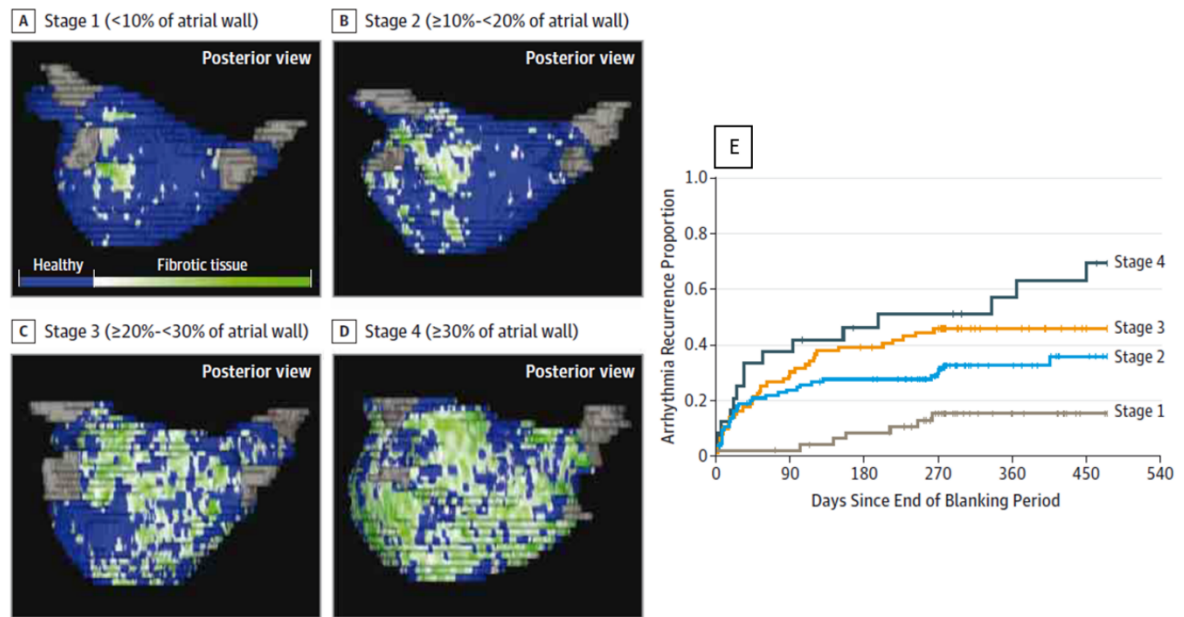 A Stage 1 (<10% of atrial wall)
Posterior view
Healthy Fibrotic tissue
B Stage 2 (≥10%-<20% of atrial wall)
Posterior view
C Stage 3 (≥20%-<30% of atrial wall)
Posterior view
D Stage 4 (≥30% of atrial wall)
Posterior view
E
Arrhythmia Recurrence Proportion
1.0
0.8
0.6
0.4
0.2
0
Stage 4
Stage 3
Stage 2
Stage 1
0 90 180 270 360 450 540
Days Since End of Blanking Period